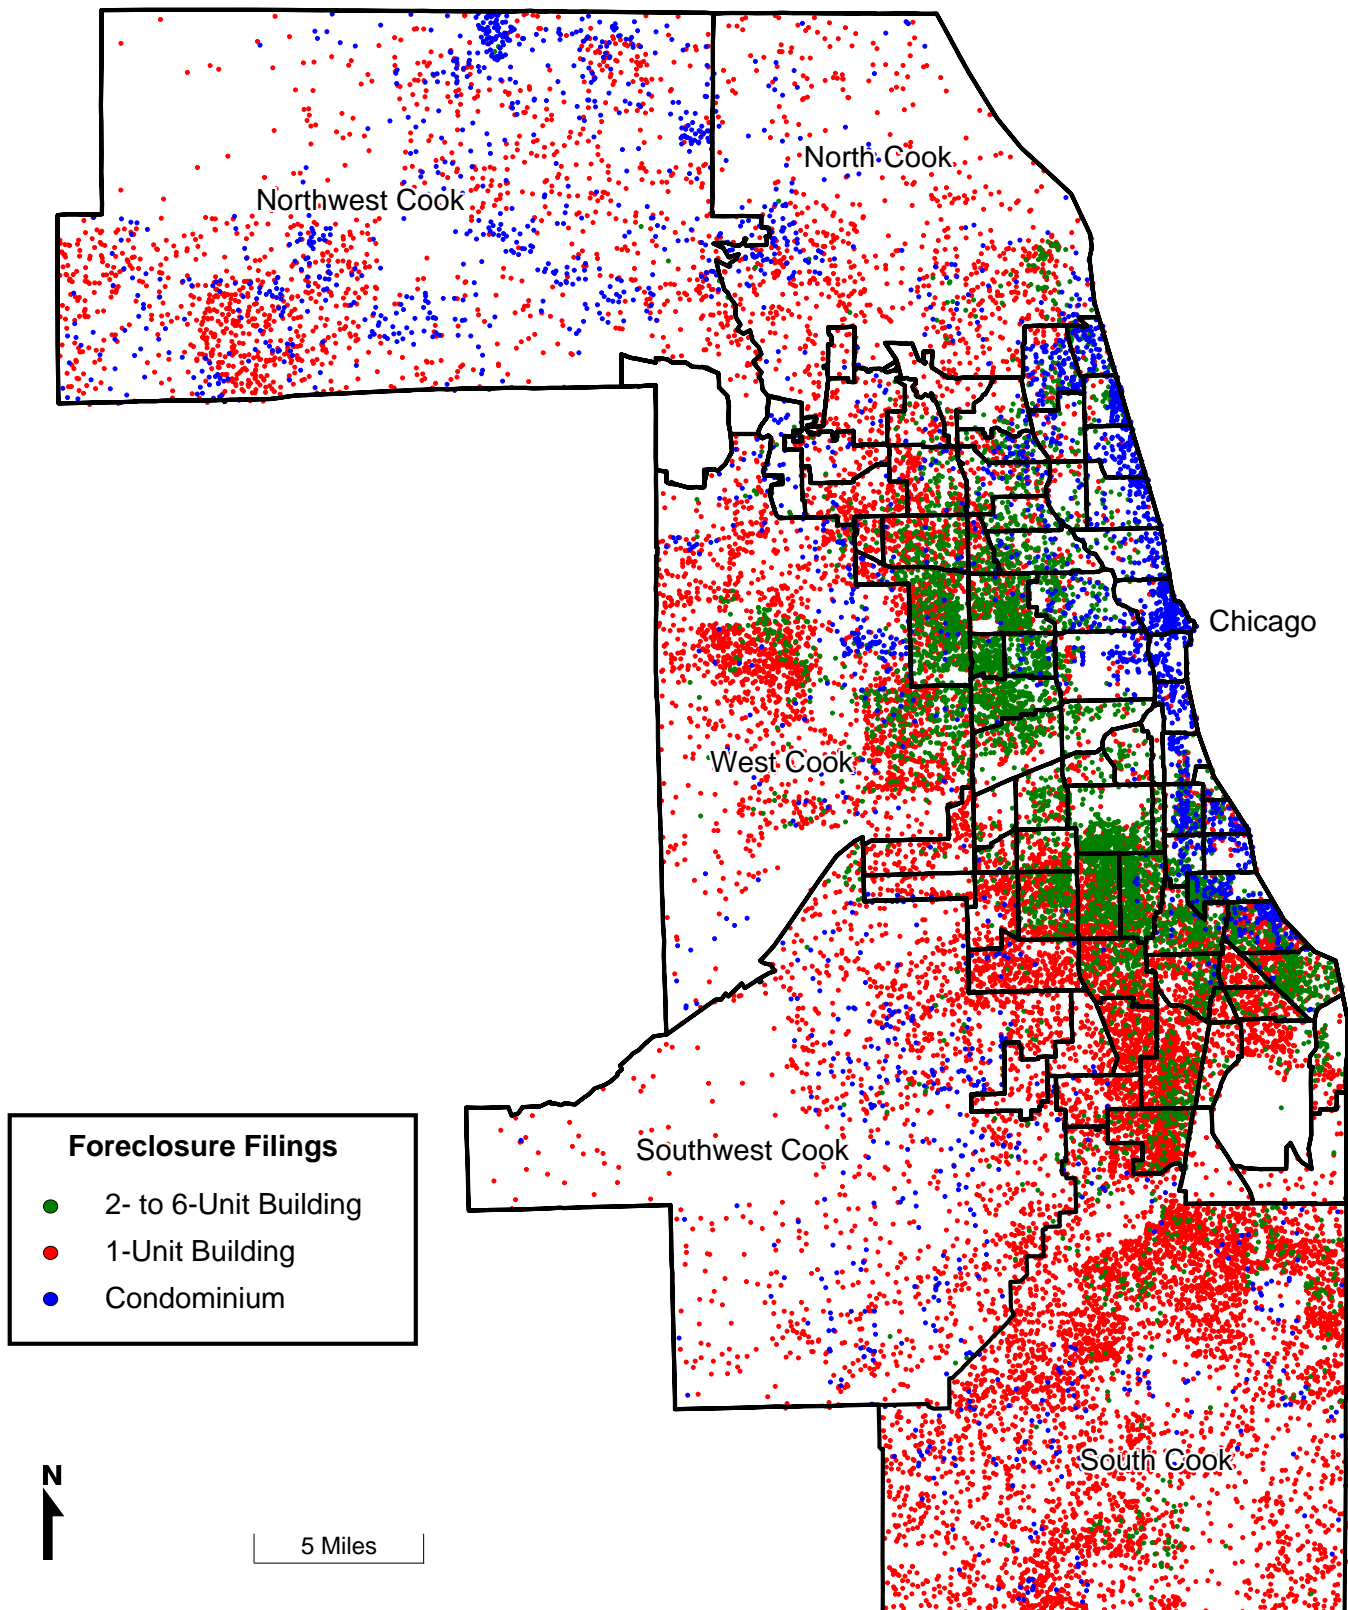 North Cook
Northwest Cook
Chicago
West Cook
Foreclosure Filings
2- to 6-Unit Building
1-Unit Building
Condominium
Southwest Cook
South Cook
N
5 Miles